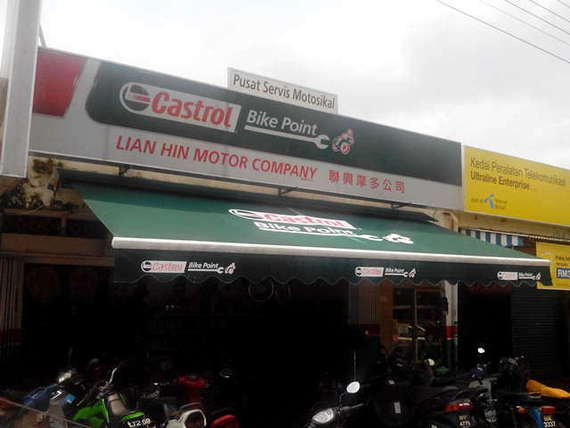 Pusat Servis Motosikal
Castrol Bike Point
LIAN HIN MOTOR COMPANY 聯興摩多公司
Kedai Peralatan Telekomunikasi
Ultraline Enterprise
Castrol
Bike Point
Castrol Bike Point
Castrol Bike Point
Castrol Bike Point
RM3